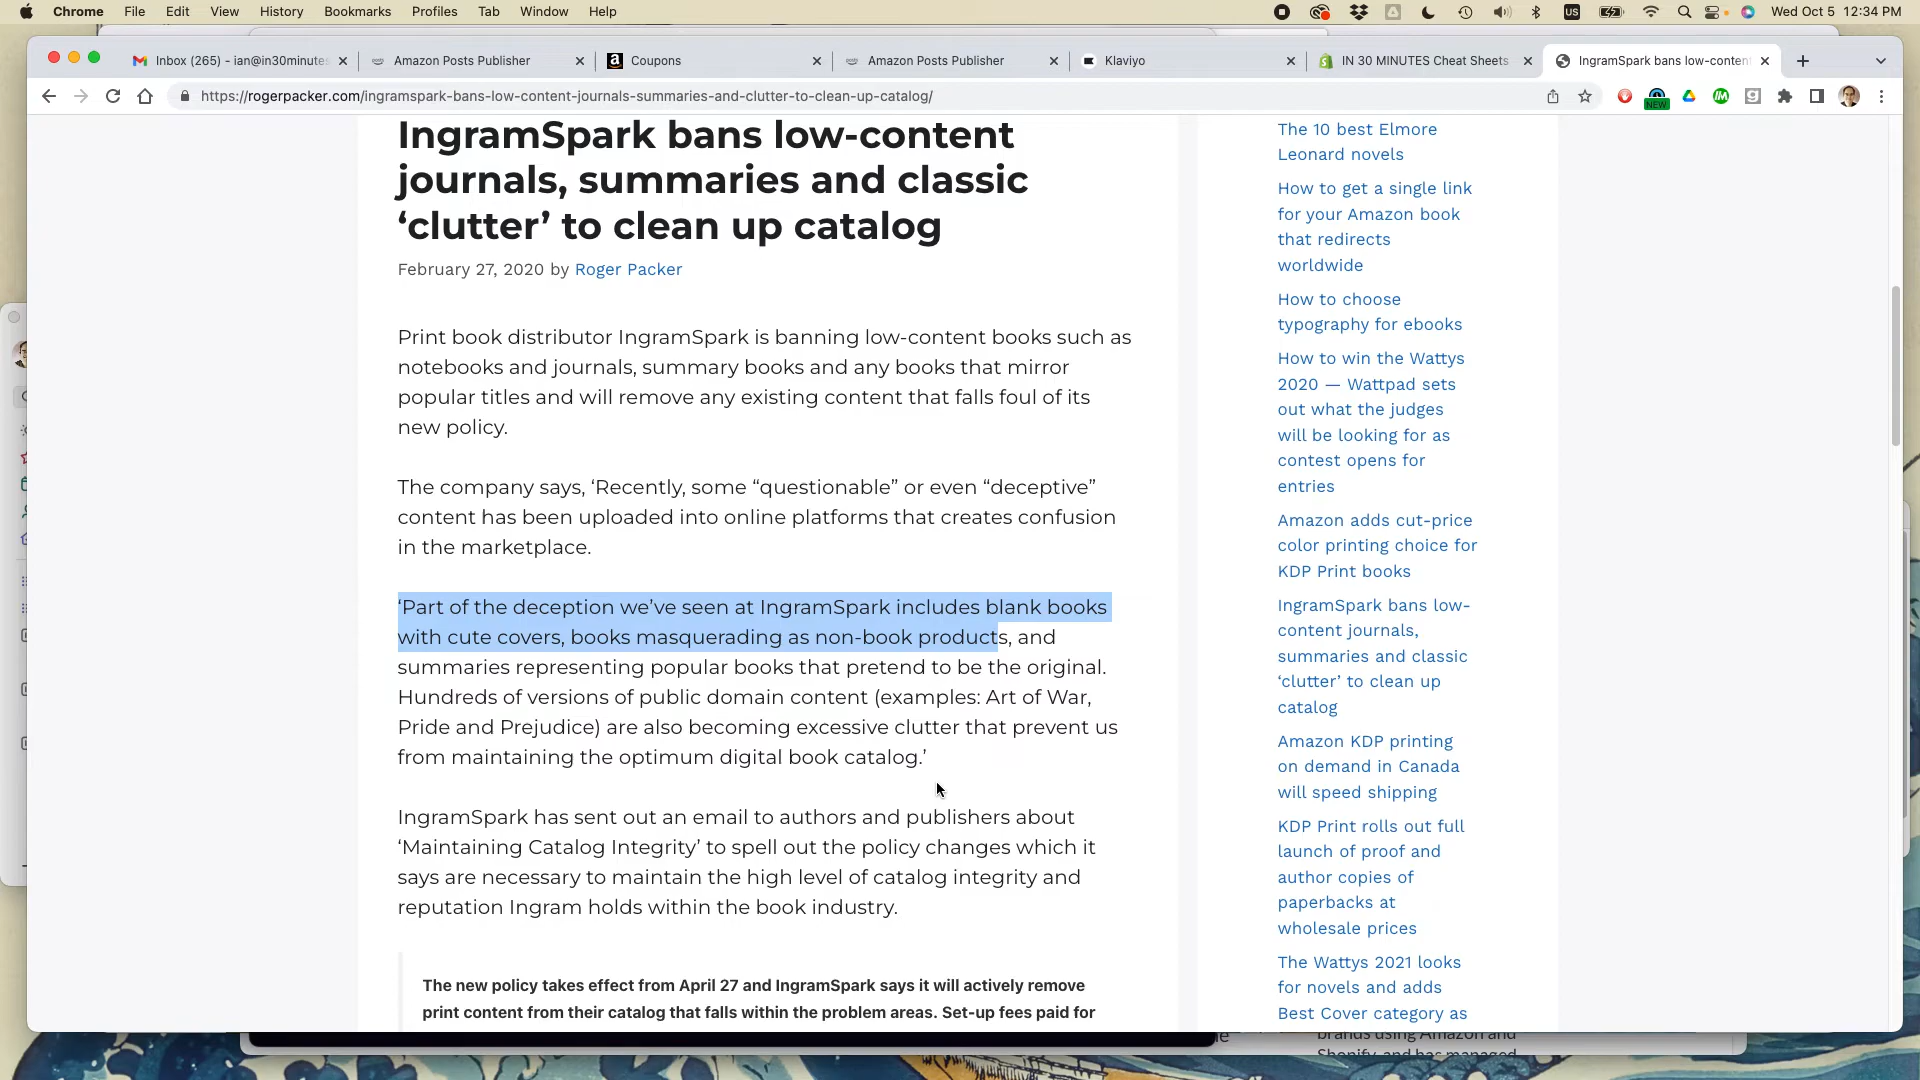 Chrome File Edit View History Bookmarks Profiles Tab Window Help US Wed Oct 5 12:34 PM
Inbox (265) - ian@in30minutes Amazon Posts Publisher Coupons Amazon Posts Publisher Klaviyo IN 30 MINUTES Cheat Sheets IngramSpark bans low-conten
https://rogerpacker.com/ingramspark-bans-low-content-journals-summaries-and-clutter-to-clean-up-catalog/
NEW
IngramSpark bans low-content
journals, summaries and classic
‘clutter’ to clean up catalog
February 27, 2020 by Roger Packer
Print book distributor IngramSpark is banning low-content books such as
notebooks and journals, summary books and any books that mirror
popular titles and will remove any existing content that falls foul of its
new policy.
The company says, ‘Recently, some “questionable” or even “deceptive”
content has been uploaded into online platforms that creates confusion
in the marketplace.
‘Part of the deception we’ve seen at IngramSpark includes blank books
with cute covers, books masquerading as non-book products, and
summaries representing popular books that pretend to be the original.
Hundreds of versions of public domain content (examples: Art of War,
Pride and Prejudice) are also becoming excessive clutter that prevent us
from maintaining the optimum digital book catalog.’
IngramSpark has sent out an email to authors and publishers about
‘Maintaining Catalog Integrity’ to spell out the policy changes which it
says are necessary to maintain the high level of catalog integrity and
reputation Ingram holds within the book industry.
The new policy takes effect from April 27 and IngramSpark says it will actively remove
print content from their catalog that falls within the problem areas. Set-up fees paid for
The 10 best Elmore
Leonard novels
How to get a single link
for your Amazon book
that redirects
worldwide
How to choose
typography for ebooks
How to win the Wattys
2020 — Wattpad sets
out what the judges
will be looking for as
contest opens for
entries
Amazon adds cut-price
color printing choice for
KDP Print books
IngramSpark bans low-
content journals,
summaries and classic
‘clutter’ to clean up
catalog
Amazon KDP printing
on demand in Canada
will speed shipping
KDP Print rolls out full
launch of proof and
author copies of
paperbacks at
wholesale prices
The Wattys 2021 looks
for novels and adds
Best Cover category as
brands using Amazon and
Shopify, and has managed